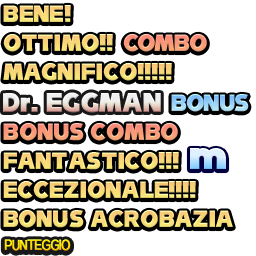 BENE!
OTTIMO!! COMBO
MAGNIFICO!!!!!
Dr. EGGMAN BONUS
BONUS COMBO
FANTASTICO!!! m
ECCEZIONALE!!!!
BONUS ACROBAZIA
PUNTEGGIO